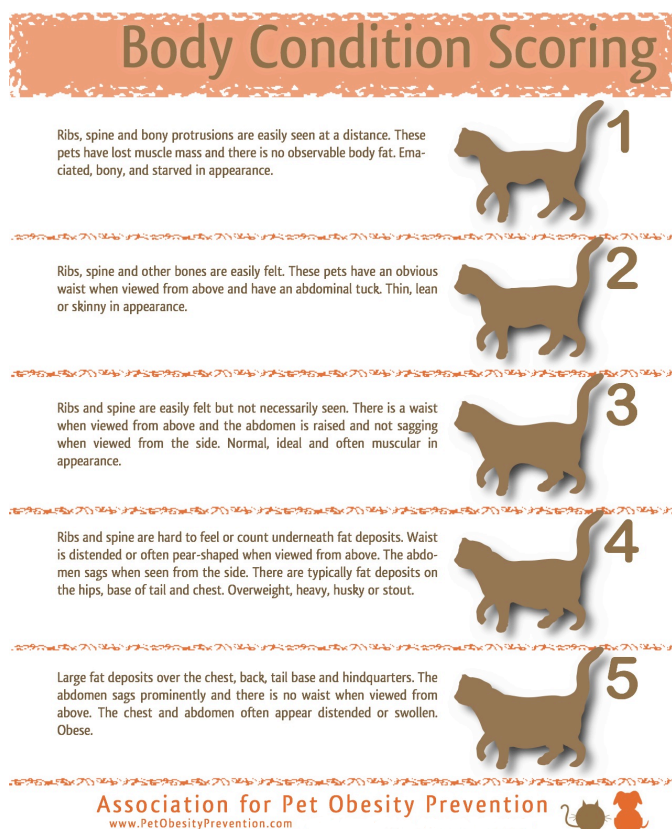 Body Condition Scoring
1
Ribs, spine and bony protrusions are easily seen at a distance. These
pets have lost muscle mass and there is no observable body fat. Ema-
ciated, bony, and starved in appearance.
2
Ribs, spine and other bones are easily felt. These pets have an obvious
waist when viewed from above and have an abdominal tuck. Thin, lean
or skinny in appearance.
3
Ribs and spine are easily felt but not necessarily seen. There is a waist
when viewed from above and the abdomen is raised and not sagging
when viewed from the side. Normal, ideal and often muscular in
appearance.
4
Ribs and spine are hard to feel or count underneath fat deposits. Waist
is distended or often pear-shaped when viewed from above. The abdo-
men sags when seen from the side. There are typically fat deposits on
the hips, base of tail and chest. Overweight, heavy, husky or stout.
5
Large fat deposits over the chest, back, tail base and hindquarters. The
abdomen sags prominently and there is no waist when viewed from
above. The chest and abdomen often appear distended or swollen.
Obese.
Association for Pet Obesity Prevention
www.PetObesityPrevention.com